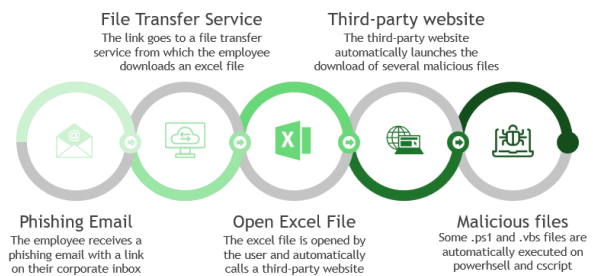 File Transfer Service
The link goes to a file transfer
service from which the employee
downloads an excel file
Third-party website
The third-party website
automatically launches the
download of several malicious files
@
X
Phishing Email
The employee receives a
phishing email with a link
on their corporate inbox
Open Excel File
The excel file is opened by
the user and automatically
calls a third-party website
Malicious files
Some .ps1 and .vbs files are
automatically executed on
powerhsell and cscript